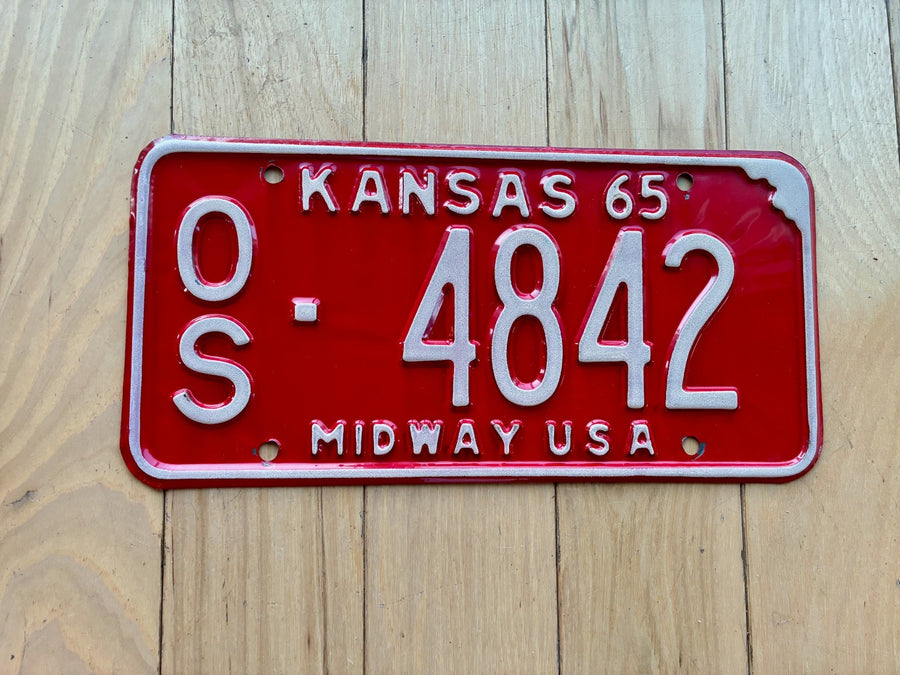 KANSAS 65
OS - 4842
MIDWAY USA